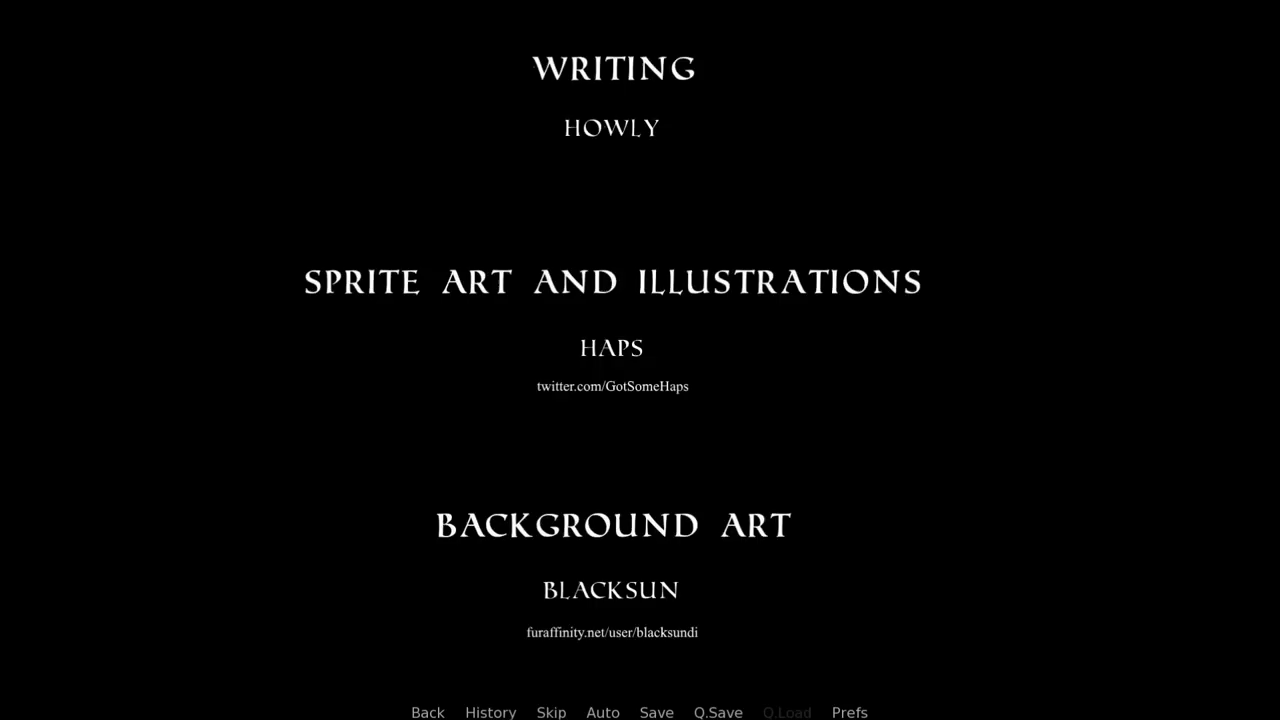 WRITING
HOWLY
SPRITE ART AND ILLUSTRATIONS
HAPS
twitter.com/GotSomeHaps
BACKGROUND ART
BLACKSUN
furaffinity.net/user/blacksundi
Back History Skip Auto Save Q.Save Q.Load Prefs